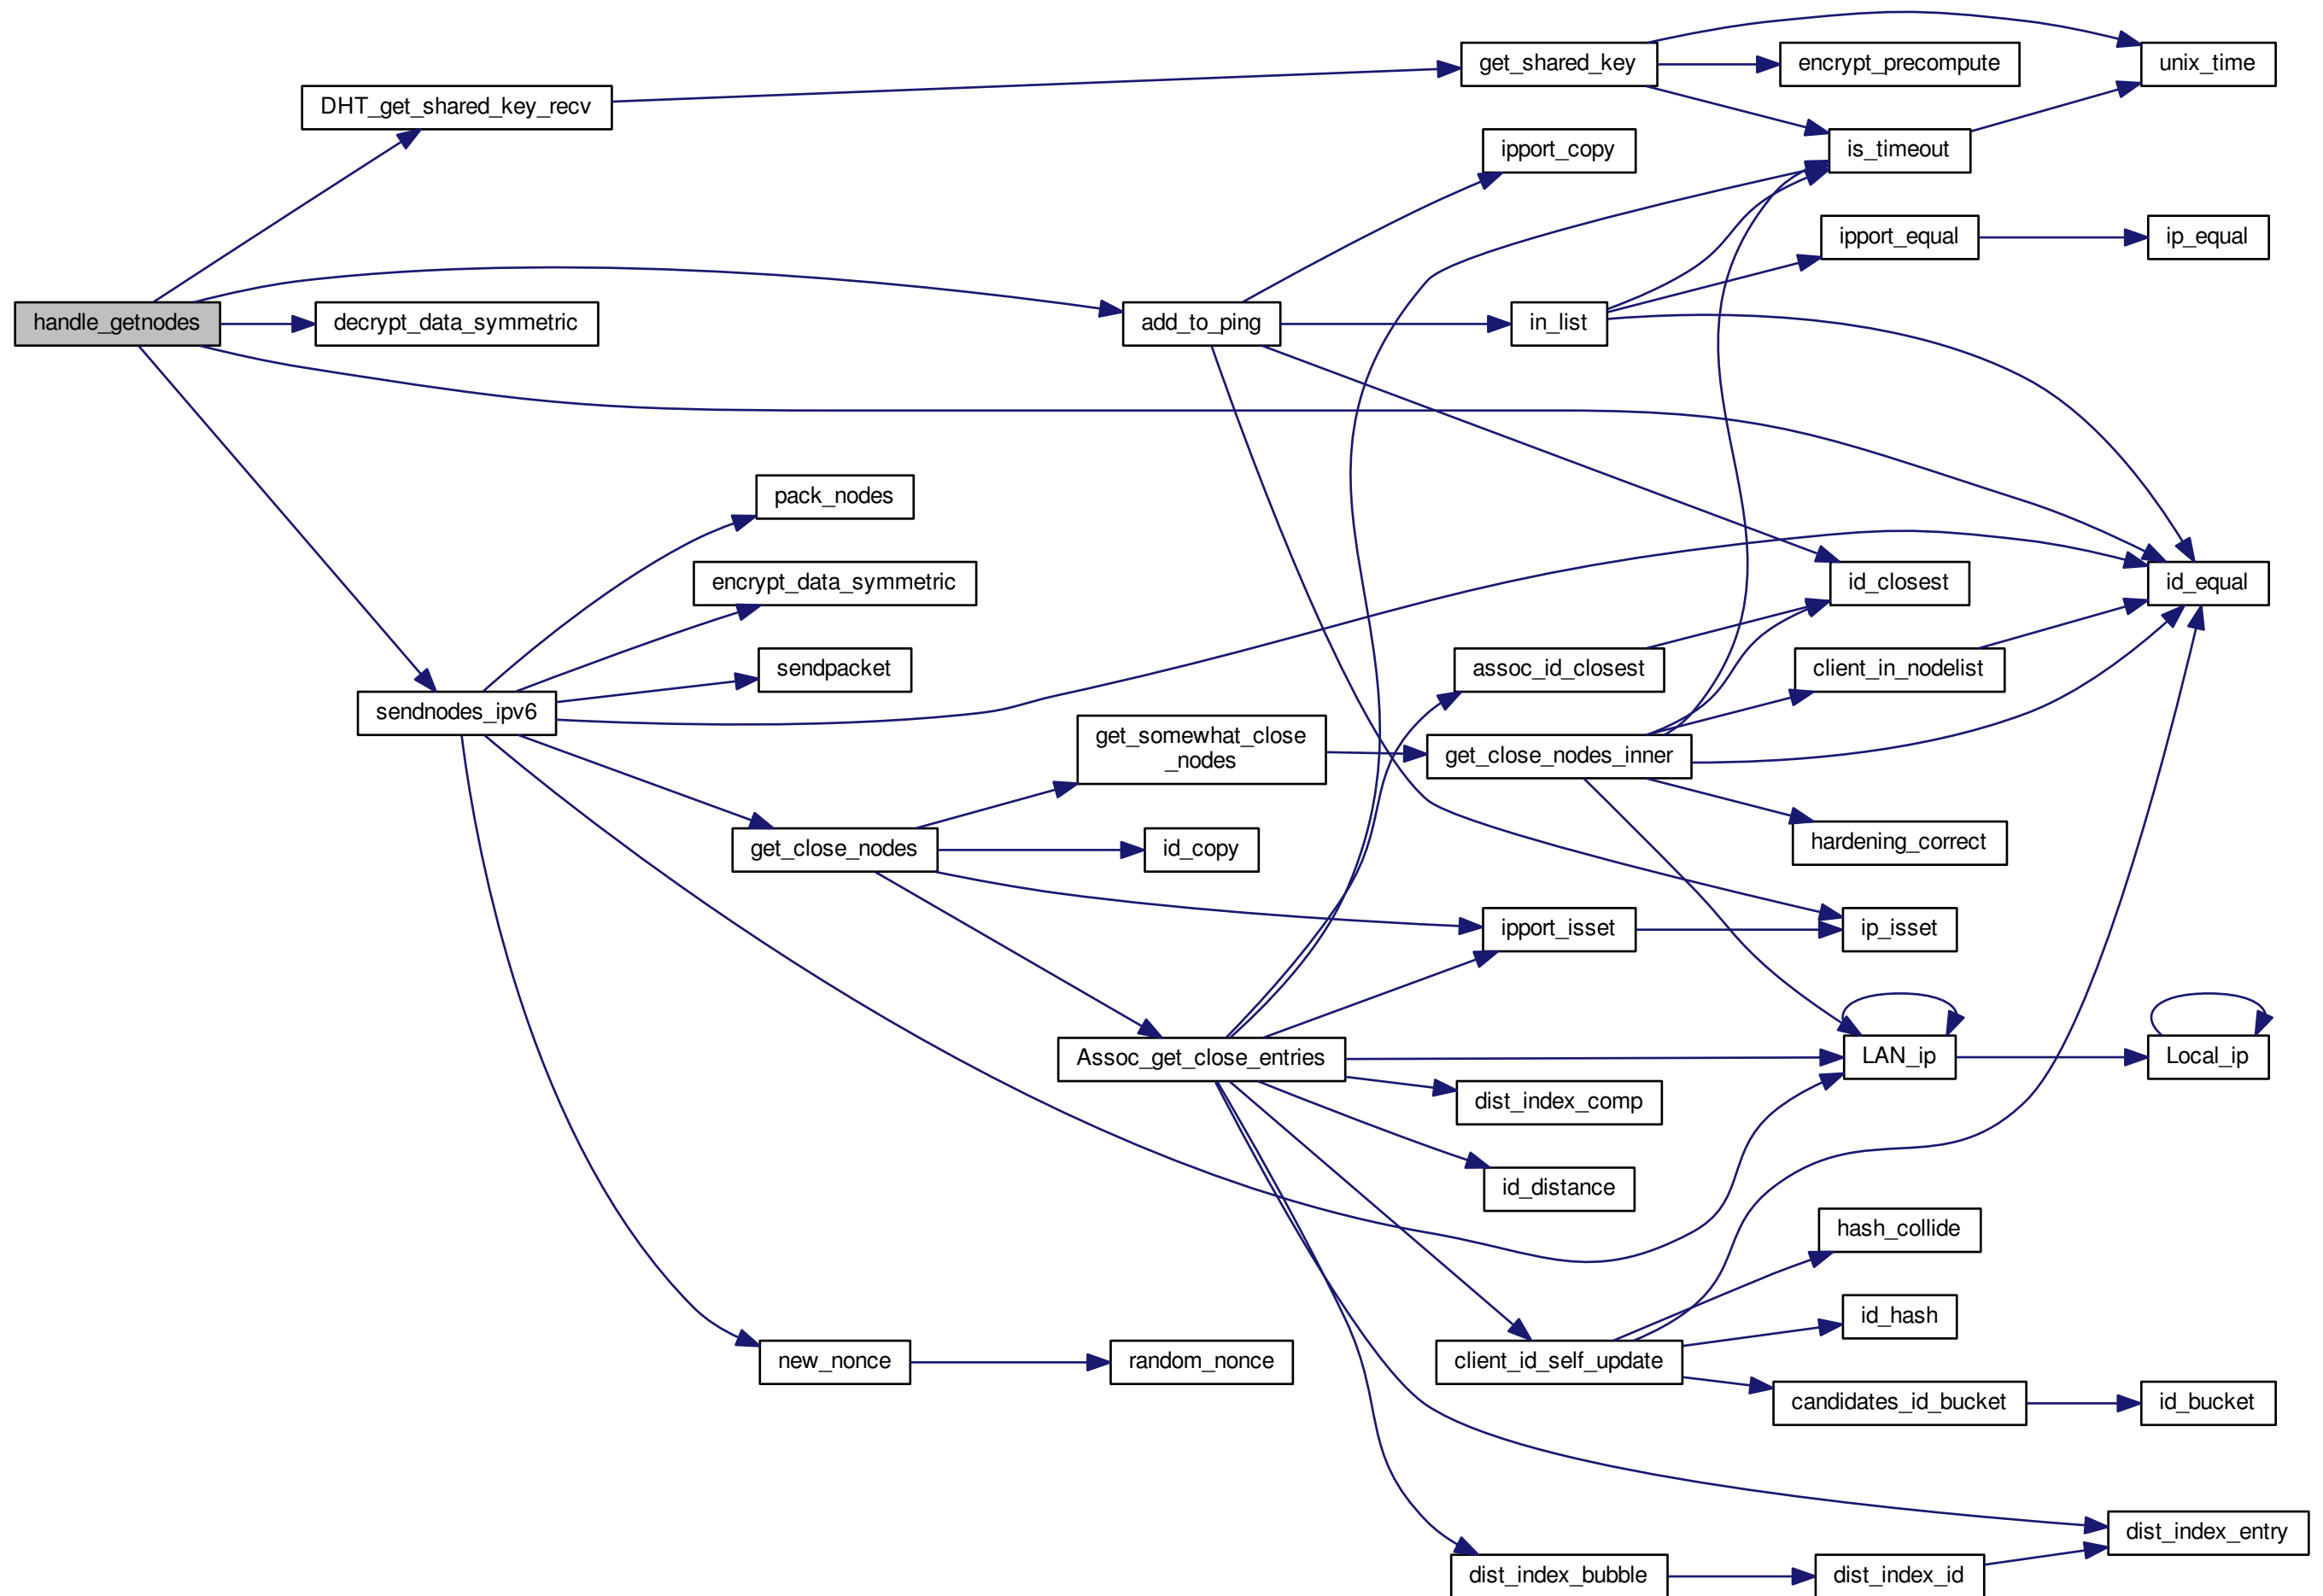 get_shared_key
encrypt_precompute
unix_time
DHT_get_shared_key_recv
ipport_copy
is_timeout
ipport_equal
ip_equal
handle_getnodes
decrypt_data_symmetric
add_to_ping
in_list
pack_nodes
encrypt_data_symmetric
id_closest
id_equal
sendpacket
assoc_id_closest
client_in_nodelist
sendnodes_ipv6
get_somewhat_close
_nodes
get_close_nodes_inner
get_close_nodes
id_copy
hardening_correct
ipport_isset
ip_isset
Assoc_get_close_entries
LAN_ip
Local_ip
dist_index_comp
id_distance
hash_collide
id_hash
new_nonce
random_nonce
client_id_self_update
candidates_id_bucket
id_bucket
dist_index_entry
dist_index_bubble
dist_index_id